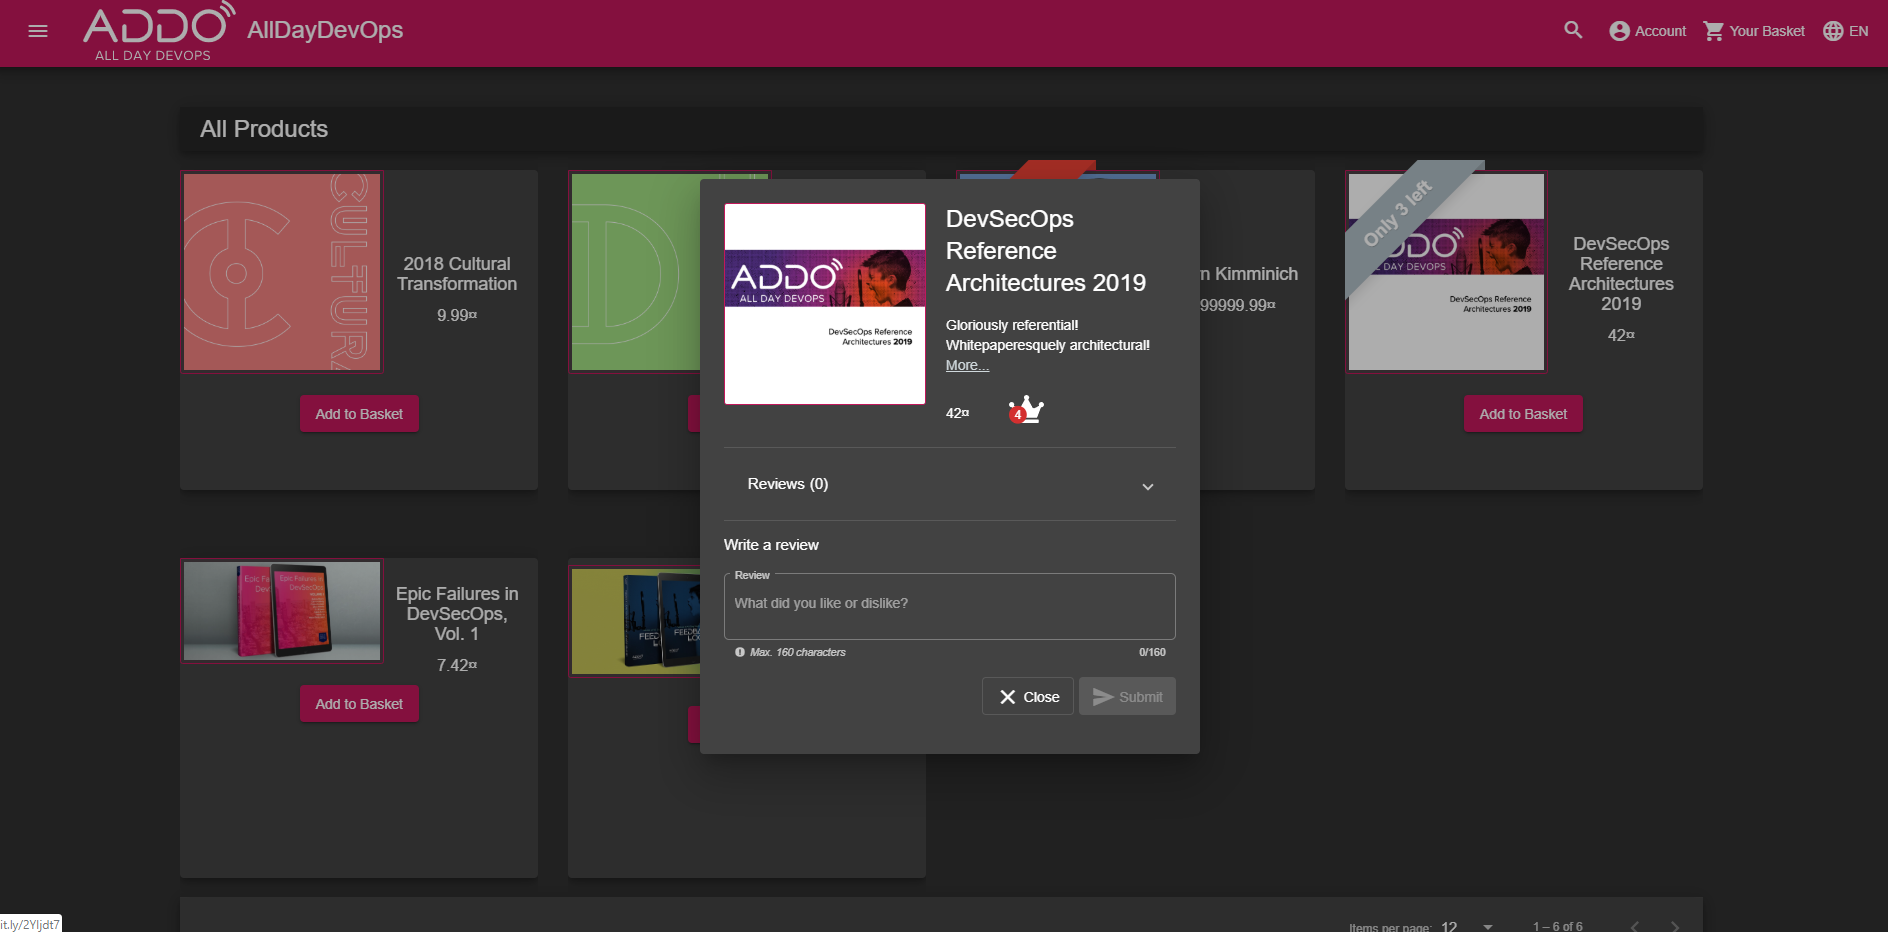 ADDO
ALL DAY DEVOPS
AllDayDevOps
Account
Your Basket
EN
All Products
CULTURA
2018 Cultural
Transformation
9.99¤
Add to Basket
DevSecOps
Reference
Architectures 2019
ADDO
ALL DAY DEVOPS
DevSecOps Reference
Architectures 2019
Gloriously referential!
Whitepaperesquely architectural!
More...
42¤
4
Reviews (0)
Write a review
Review
What did you like or dislike?
Max. 160 characters
0/160
Close
Submit
n Kimminich
99999.99¤
Only 3 left
DDO
LL DAY DEVOPS
DevSecOps Reference
Architectures 2019
DevSecOps
Reference
Architectures
2019
42¤
Add to Basket
Epic Failures in
DevSecOps
Epic Failures in
DevSecOps,
Vol. 1
7.42¤
Add to Basket
it.ly/2YIjdt7
Items per page: 12
1 – 6 of 6